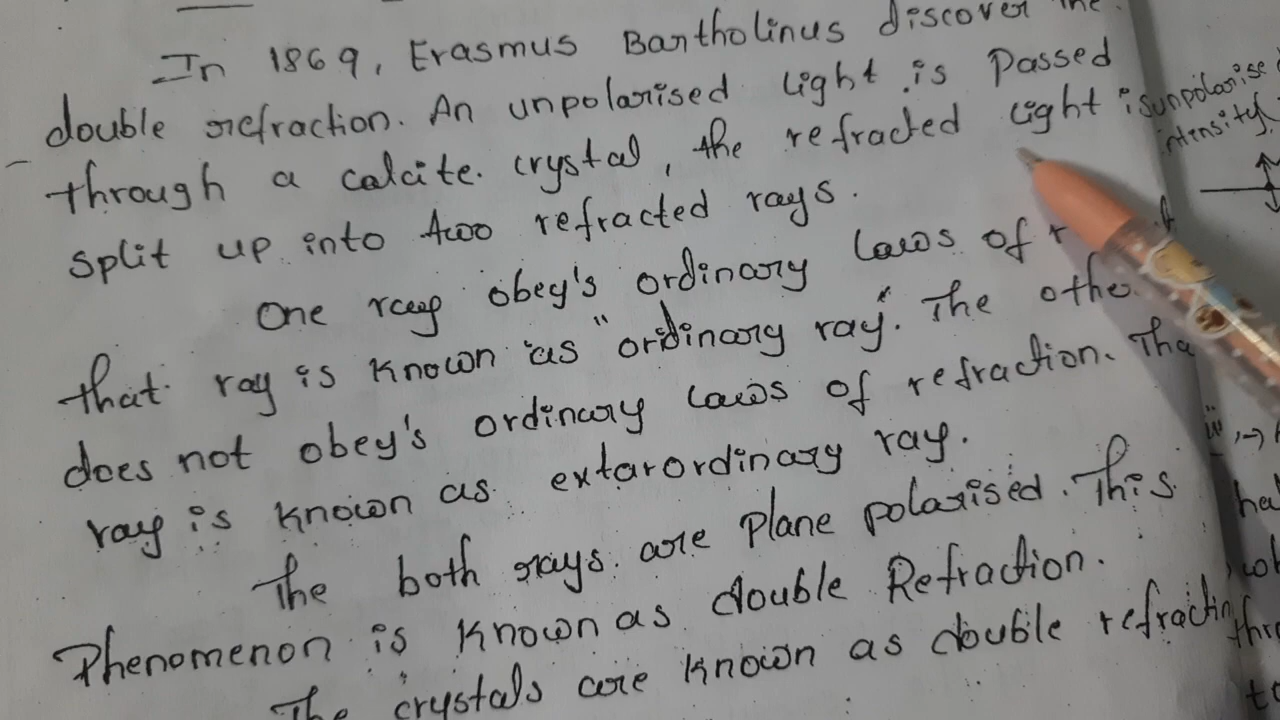 In 1869, Erasmus Bartholinus discover the
double refraction. An unpolarised light is Passed
through a calcite. crystal, the refracted light is unpolarise
intensity
split up into two refracted rays.
One ray obey's ordinary laws of
that ray is known as "ordinary ray". The other
does not obey's ordinary laws of refraction. That
ray is known as extarordinary ray.
The both rays. are plane polarised. This
Phenomenon is known as double Refraction.
The crystals are known as double refractin